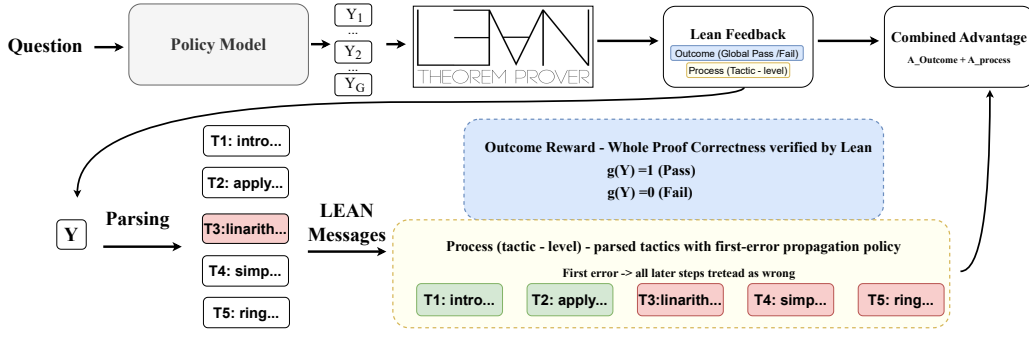 Question
Policy Model
Y1
...
Y2
...
YG
LEAN
THEOREM PROVER
Lean Feedback
Outcome (Global Pass /Fail)
Process (Tactic - level)
Combined Advantage
A_Outcome + A_process
Y
Parsing
T1: intro...
T2: apply...
T3:linarith...
T4: simp...
T5: ring...
LEAN
Messages
Outcome Reward - Whole Proof Correctness verified by Lean
g(Y) =1 (Pass)
g(Y) =0 (Fail)
Process (tactic - level) - parsed tactics with first-error propagation policy
First error -> all later steps tretead as wrong
T1: intro...
T2: apply...
T3:linarith...
T4: simp...
T5: ring...